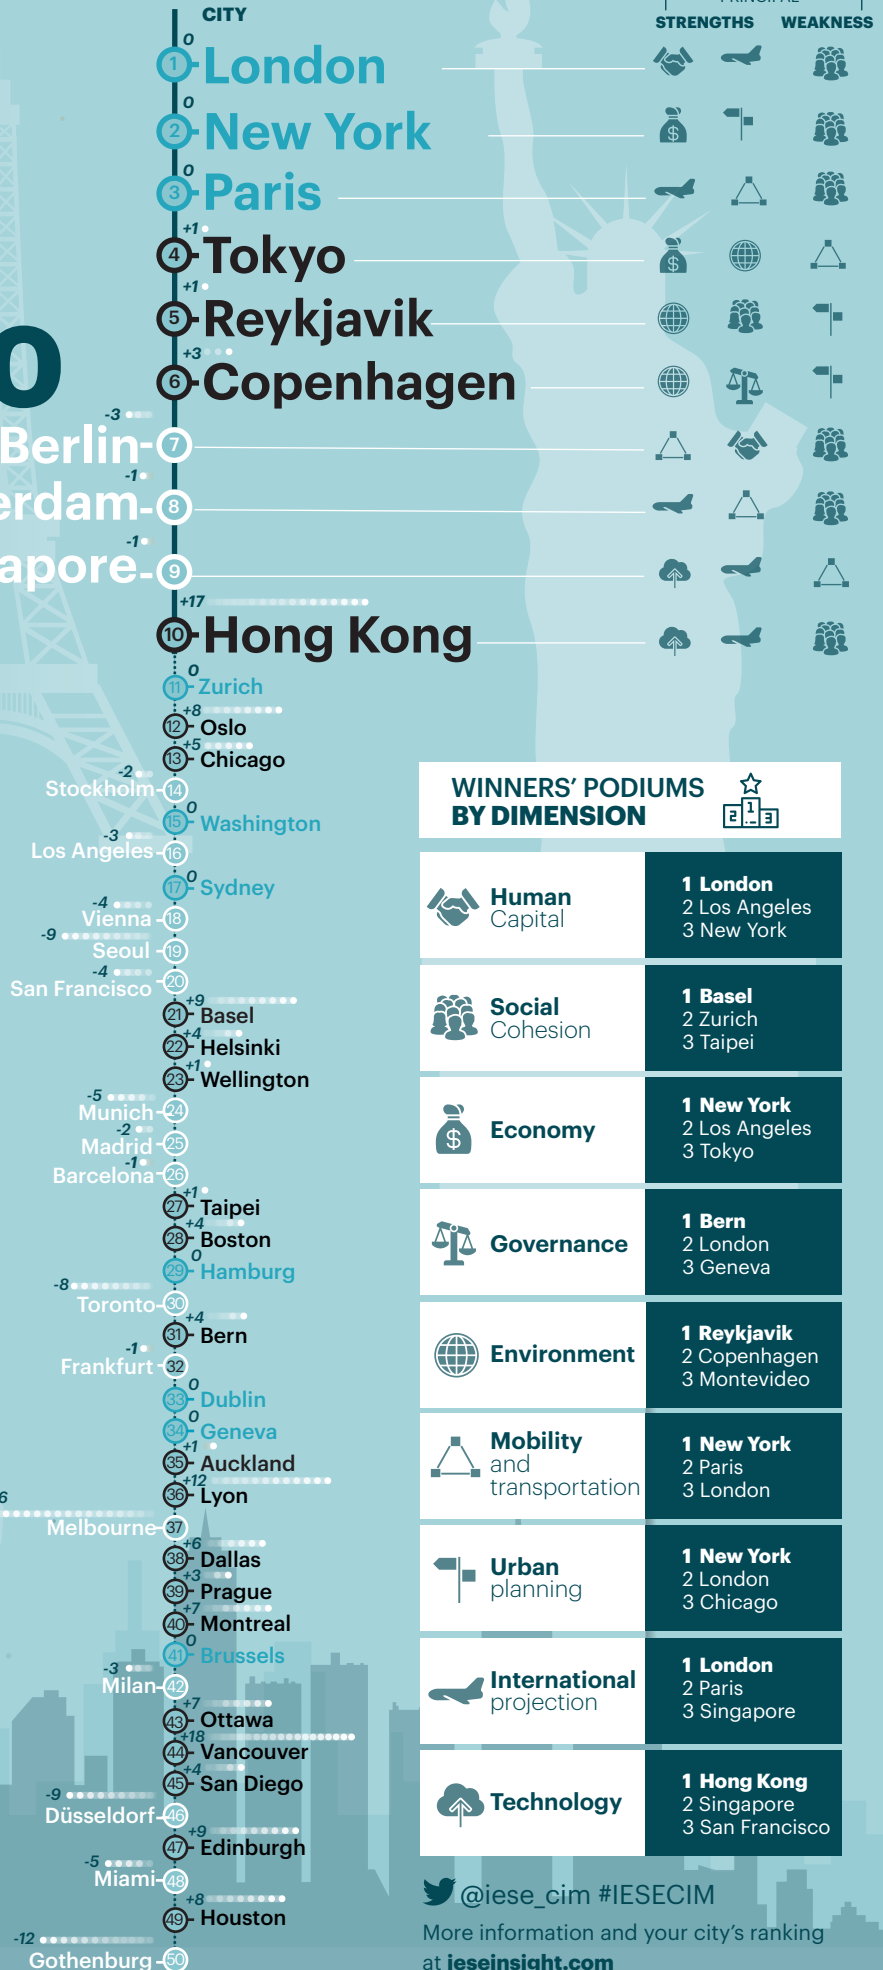 CITY
STRENGTHS WEAKNESS
0
1 London
0
2 New York
0
3 Paris
+1
4 Tokyo
+1
5 Reykjavik
+3
6 Copenhagen
0
-3
Berlin 7
-1
erdam 8
-1
apore 9
+17
10 Hong Kong
0
11 Zurich
+8
12 Oslo
+5
13 Chicago
-2
Stockholm 14
0
15 Washington
-3
Los Angeles 16
0
17 Sydney
-4
Vienna 18
-9
Seoul 19
-4
San Francisco 20
+9
21 Basel
+4
22 Helsinki
+1
23 Wellington
-5
Munich 24
-2
Madrid 25
-1
Barcelona 26
+1
27 Taipei
+4
28 Boston
0
29 Hamburg
-8
Toronto 30
+4
31 Bern
-1
Frankfurt 32
0
33 Dublin
0
34 Geneva
+1
35 Auckland
+12
36 Lyon
6
Melbourne 37
+6
38 Dallas
+3
39 Prague
+7
40 Montreal
0
41 Brussels
-3
Milan 42
+7
43 Ottawa
+18
44 Vancouver
+4
45 San Diego
-9
Düsseldorf 46
+9
47 Edinburgh
-5
Miami 48
+8
49 Houston
-12
Gothenburg 50
WINNERS' PODIUMS
BY DIMENSION
2 1 3
Human
Capital
1 London
2 Los Angeles
3 New York
Social
Cohesion
1 Basel
2 Zurich
3 Taipei
Economy
1 New York
2 Los Angeles
3 Tokyo
Governance
1 Bern
2 London
3 Geneva
Environment
1 Reykjavik
2 Copenhagen
3 Montevideo
Mobility
and
transportation
1 New York
2 Paris
3 London
Urban
planning
1 New York
2 London
3 Chicago
International
projection
1 London
2 Paris
3 Singapore
Technology
1 Hong Kong
2 Singapore
3 San Francisco
@iese_cim #IESECIM
More information and your city's ranking
at ieseinsight.com